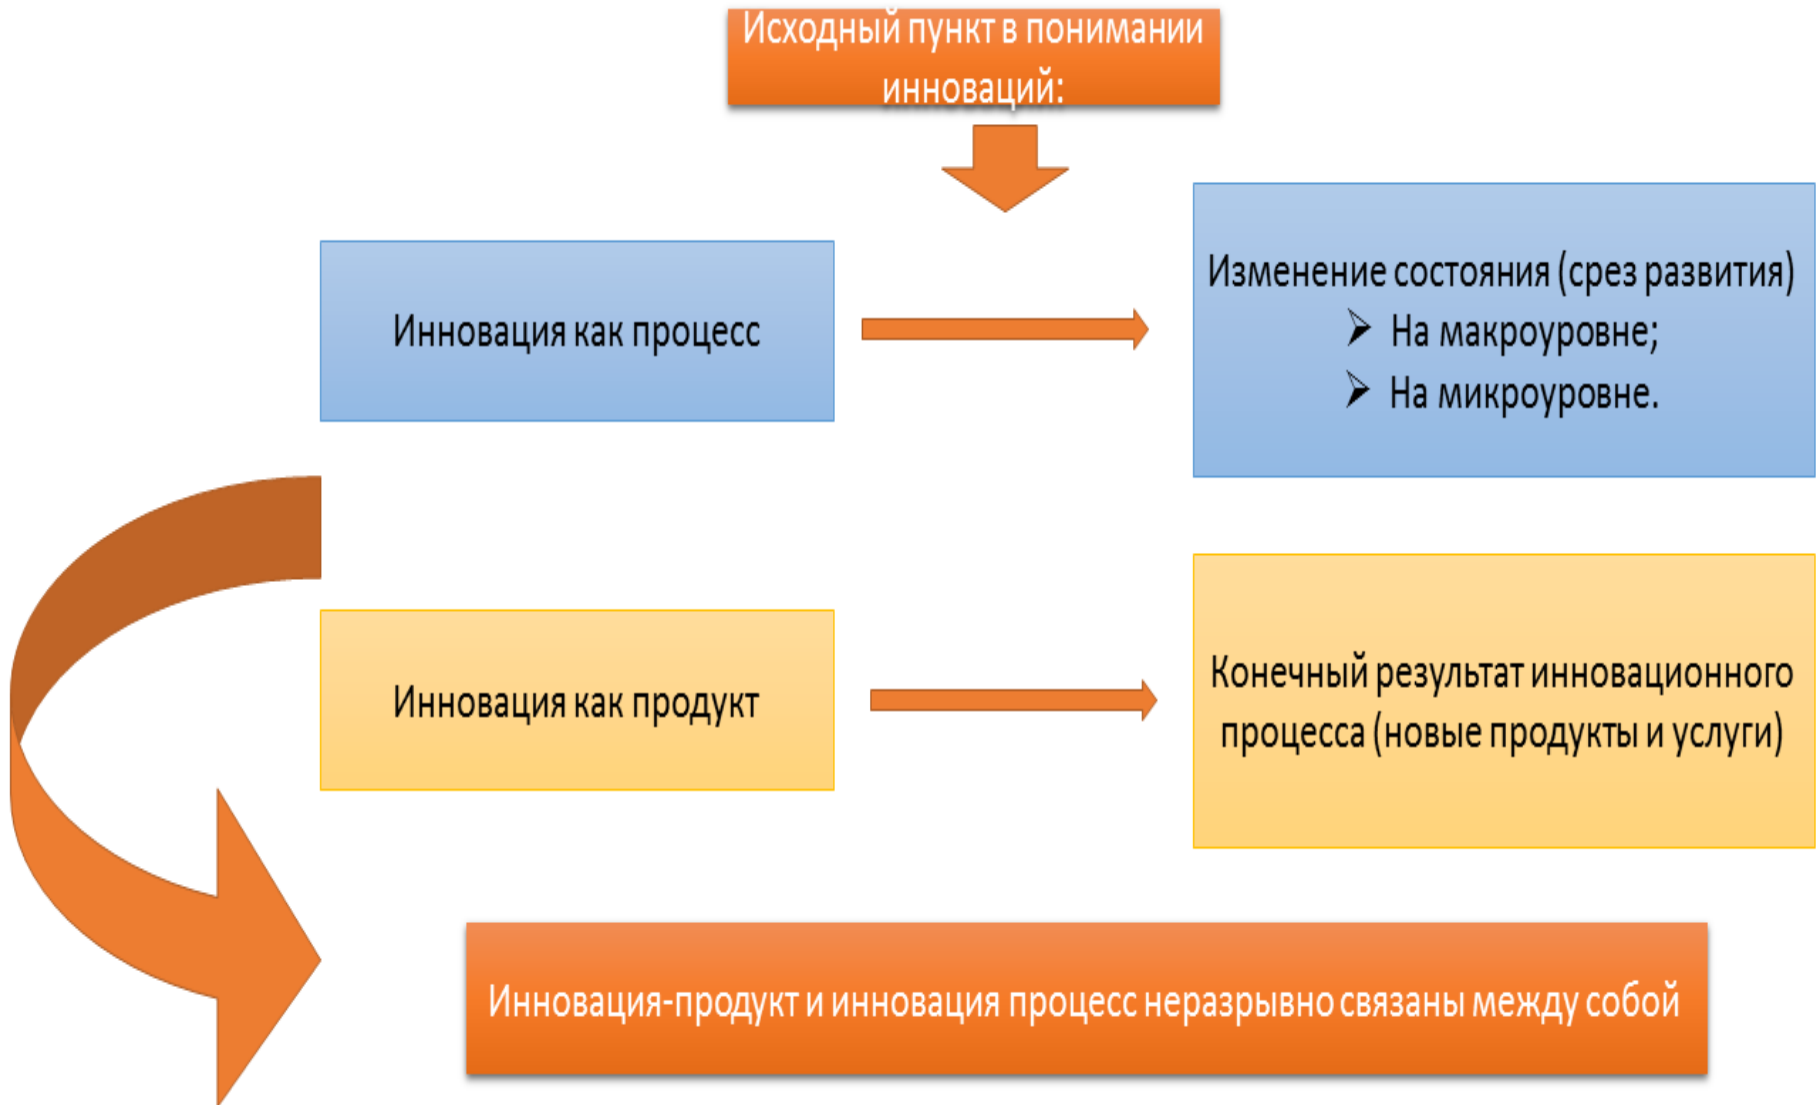 Исходный пункт в понимании
инноваций:
Инновация как процесс
Изменение состояния (срез развития)
➢ На макроуровне;
➢ На микроуровне.
Инновация как продукт
Конечный результат инновационного
процесса (новые продукты и услуги)
Инновация-продукт и инновация процесс неразрывно связаны между собой